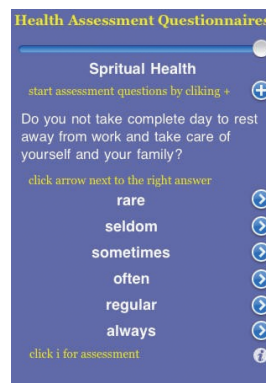 Health Assessment Questionnaires
Spritual Health
start assessment questions by cliking +
Do you not take complete day to rest
away from work and take care of
yourself and your family?
click arrow next to the right answer
rare
seldom
sometimes
often
regular
always
click i for assessment